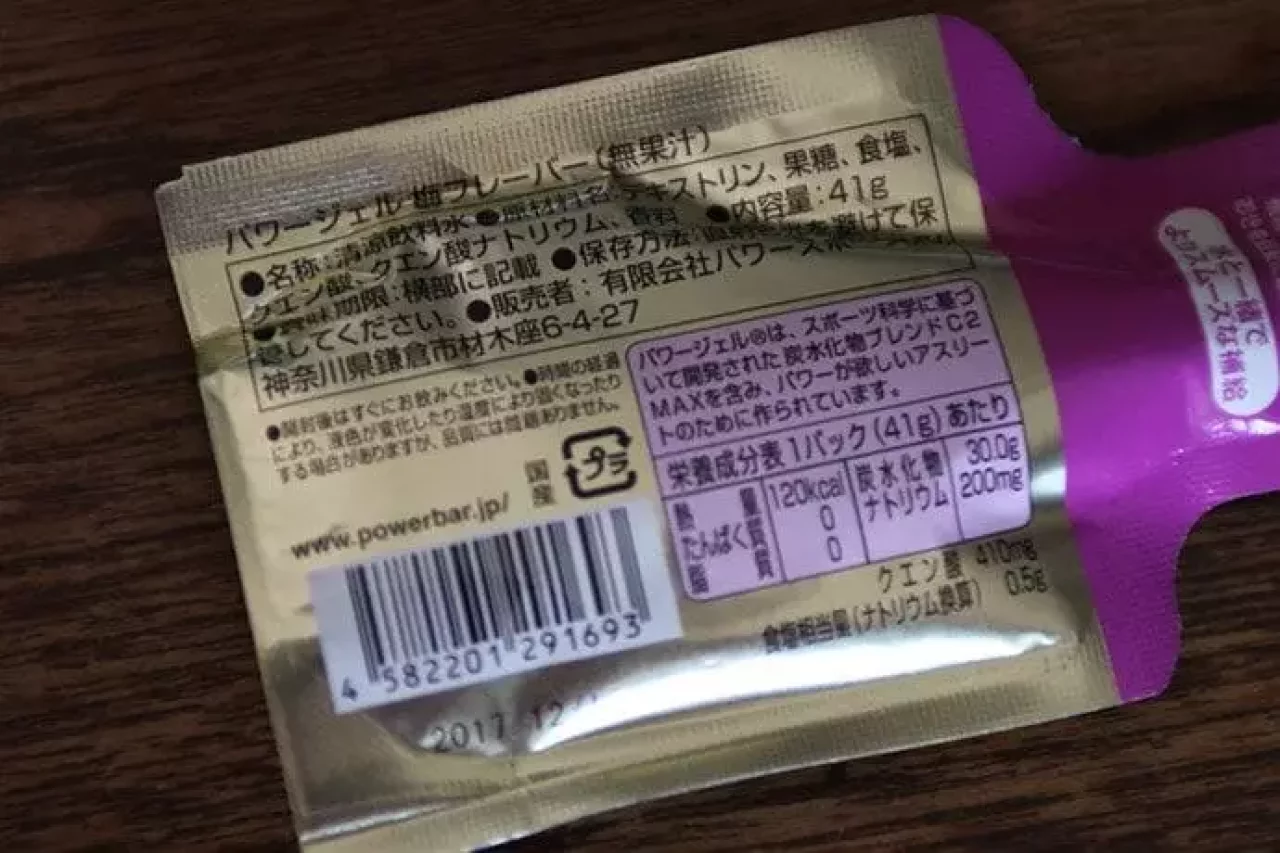 パワージェル 塩フレーバー(無果汁)
●名称:清涼飲料水●原材料名:デキストリン、果糖、食塩、
クエン酸、クエン酸ナトリウム、香料 ●内容量:41g
●賞味期限:横部に記載 ●保存方法:避けて保
してください。●販売者:有限会社パワースポーツ
神奈川県鎌倉市材木座6-4-27
●開封後はすぐにお飲みください。●時間の経過
により、液色が変化したり温度により固くなったり
する場合がありますが、品質には問題ありません。
国産
プラ
www.powerbar.jp/
4 582201 291693
2017 12
パワージェル®は、スポーツ科学に基づ
いて開発された炭水化物ブレンドC2
MAXを含み、パワーが欲しいアスリー
トのために作られています。
栄養成分表1パック(41g)あたり
熱量 120kcal 炭水化物 30.0g
たんぱく質 0 ナトリウム 200mg
脂質 0
クエン酸 410mg
食塩相当量(ナトリウム換算) 0.5g
水と一緒で
よりスムーズな補給